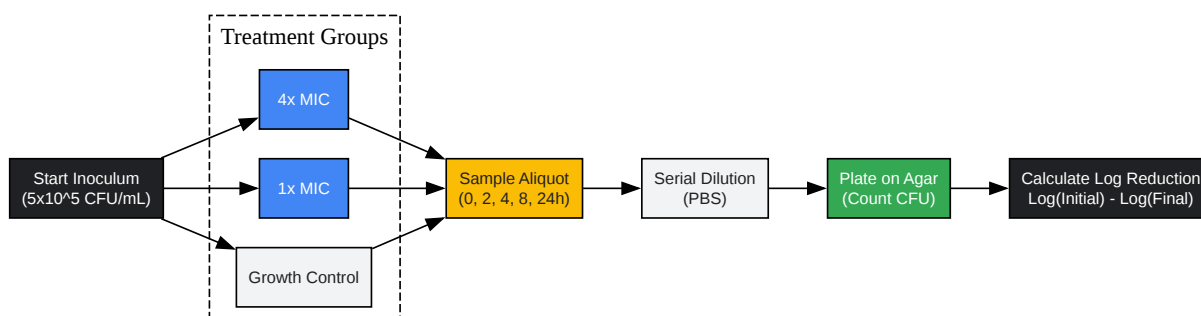 Treatment Groups
4x MIC
Start Inoculum
(5x10^5 CFU/mL)
1x MIC
Growth Control
Sample Aliquot
(0, 2, 4, 8, 24h)
Serial Dilution
(PBS)
Plate on Agar
(Count CFU)
Calculate Log Reduction
Log(Initial) - Log(Final)